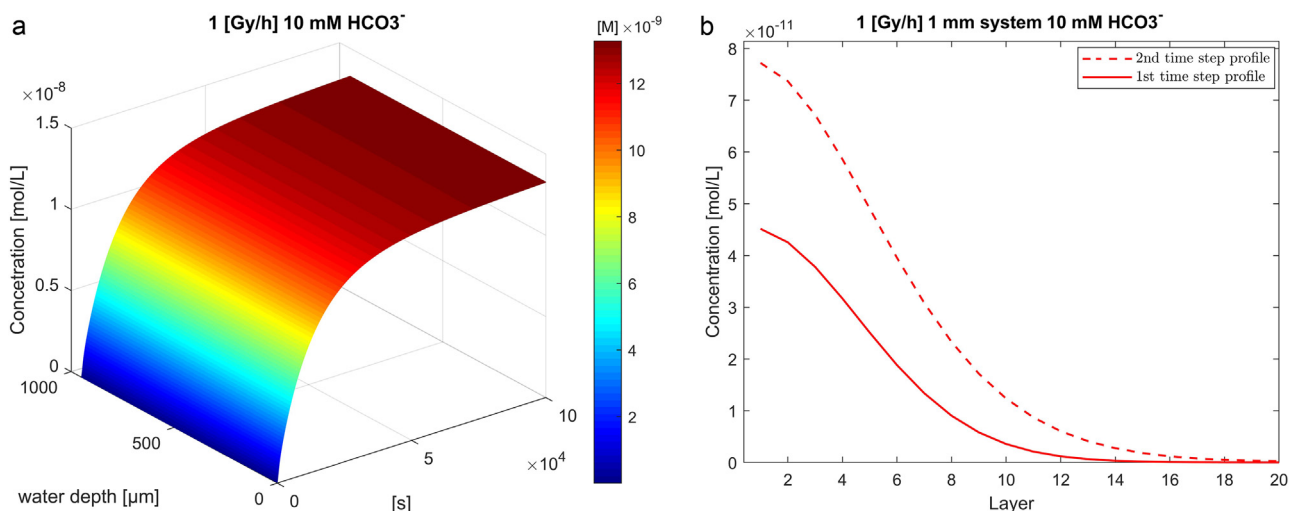 a
1 [Gy/h] 10 mM HCO3⁻
Concentration [mol/L]
×10⁻⁸
1.5
1
0.5
0
1000
500
0
water depth [µm]
0
5
10
×10⁴
[s]
[M] ×10⁻⁹
12
10
8
6
4
2
b
1 [Gy/h] 1 mm system 10 mM HCO3⁻
×10⁻¹¹
Concentration [mol/L]
8
7
6
5
4
3
2
1
0
2nd time step profile
1st time step profile
2 4 6 8 10 12 14 16 18 20
Layer